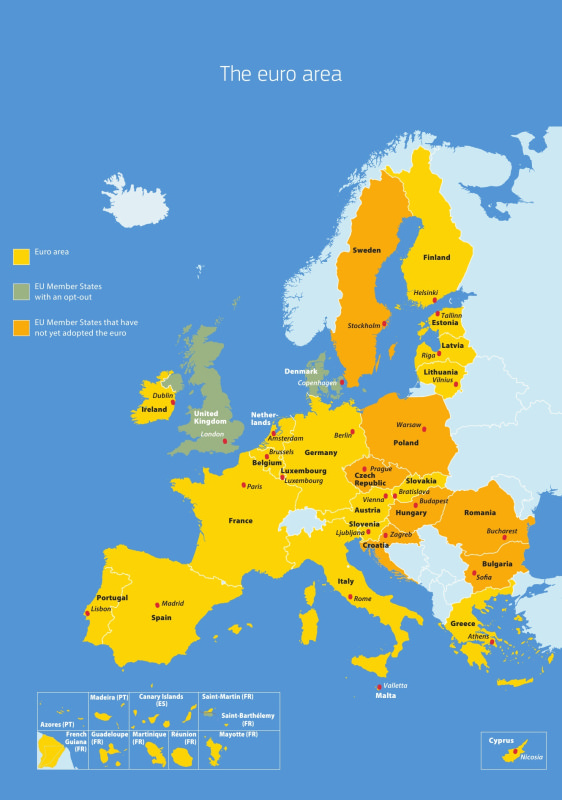 The euro area
Euro area
EU Member States
with an opt-out
EU Member States that have
not yet adopted the euro
Sweden
Finland
Helsinki
Tallinn
Estonia
Stockholm
Latvia
Riga
Lithuania
Vilnius
Denmark
Copenhagen
Dublin
Ireland
United
Kingdom
London
Nether-
lands
Amsterdam
Berlin
Warsaw
Poland
Brussels
Germany
Belgium
Luxembourg
Luxembourg
Prague
Czech
Republic
Slovakia
Paris
Bratislava
Vienna
Budapest
Austria
Hungary
Romania
France
Slovenia
Ljubljana
Zagreb
Bucharest
Croatia
Bulgaria
Sofia
Italy
Rome
Portugal
Lisbon
Madrid
Spain
Greece
Athens
Valletta
Malta
Azores (PT)
Madeira (PT)
Canary Islands
(ES)
Saint-Martin (FR)
Saint-Barthélemy
(FR)
French
Guiana
(FR)
Guadeloupe
(FR)
Martinique
(FR)
Réunion
(FR)
Mayotte (FR)
Cyprus
Nicosia